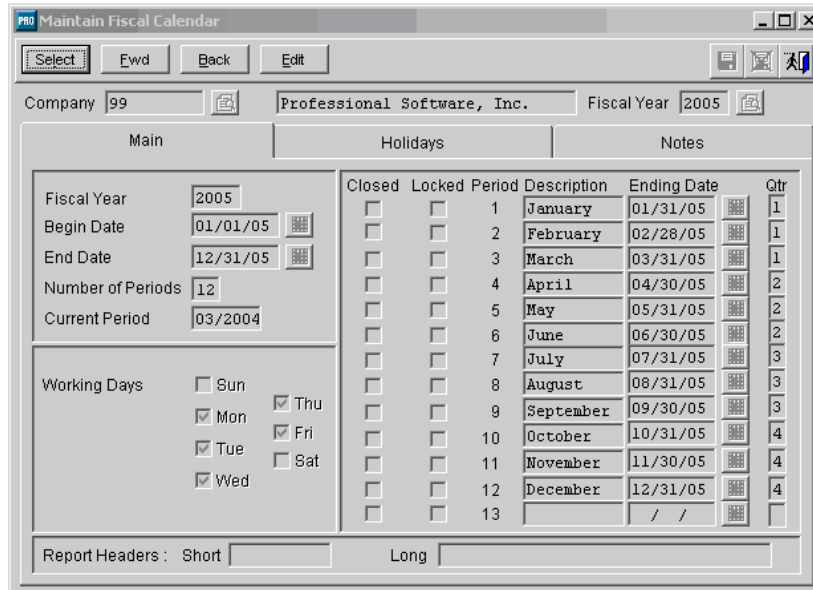 PRO Maintain Fiscal Calendar
Select Fwd Back Edit
Company 99 Professional Software, Inc. Fiscal Year 2005
Main Holidays Notes
Fiscal Year 2005
Begin Date 01/01/05
End Date 12/31/05
Number of Periods 12
Current Period 03/2004
Working Days
Sun
Mon
Tue
Wed
Thu
Fri
Sat
Closed Locked Period Description Ending Date Qtr
1 January 01/31/05 1
2 February 02/28/05 1
3 March 03/31/05 1
4 April 04/30/05 2
5 May 05/31/05 2
6 June 06/30/05 2
7 July 07/31/05 3
8 August 08/31/05 3
9 September 09/30/05 3
10 October 10/31/05 4
11 November 11/30/05 4
12 December 12/31/05 4
13 / /
Report Headers : Short Long